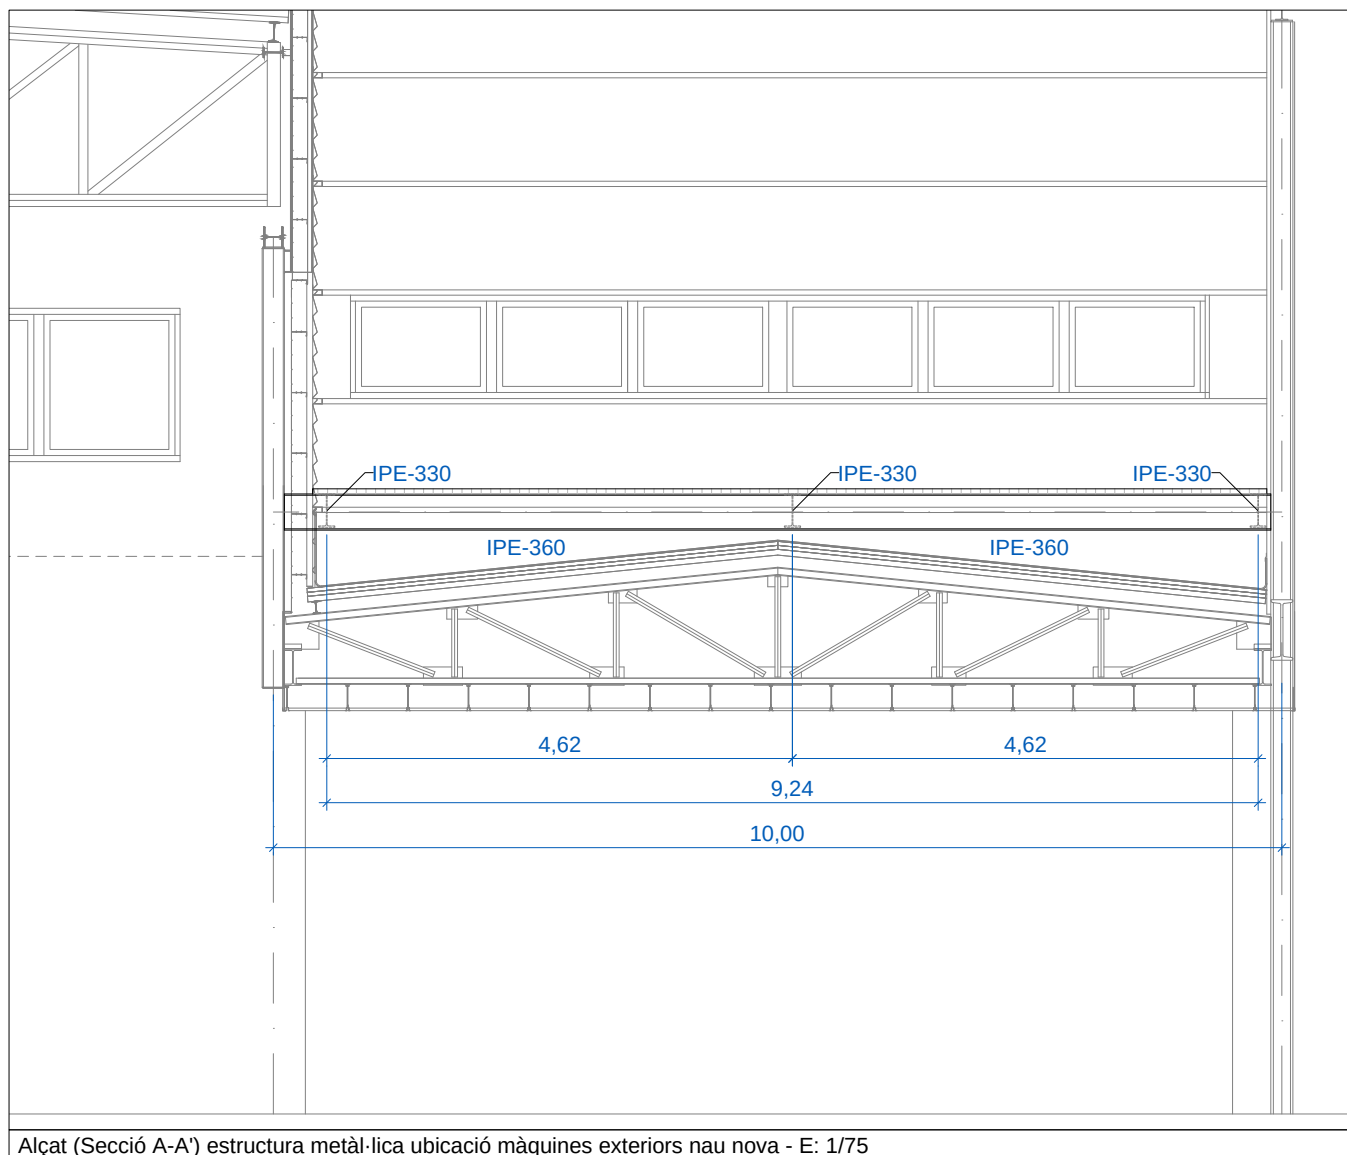 IPE-330 IPE-330 IPE-330
IPE-360 IPE-360
4,62 4,62
9,24
10,00
Alçat (Secció A-A') estructura metàl·lica ubicació màquines exteriors nau nova - E: 1/75